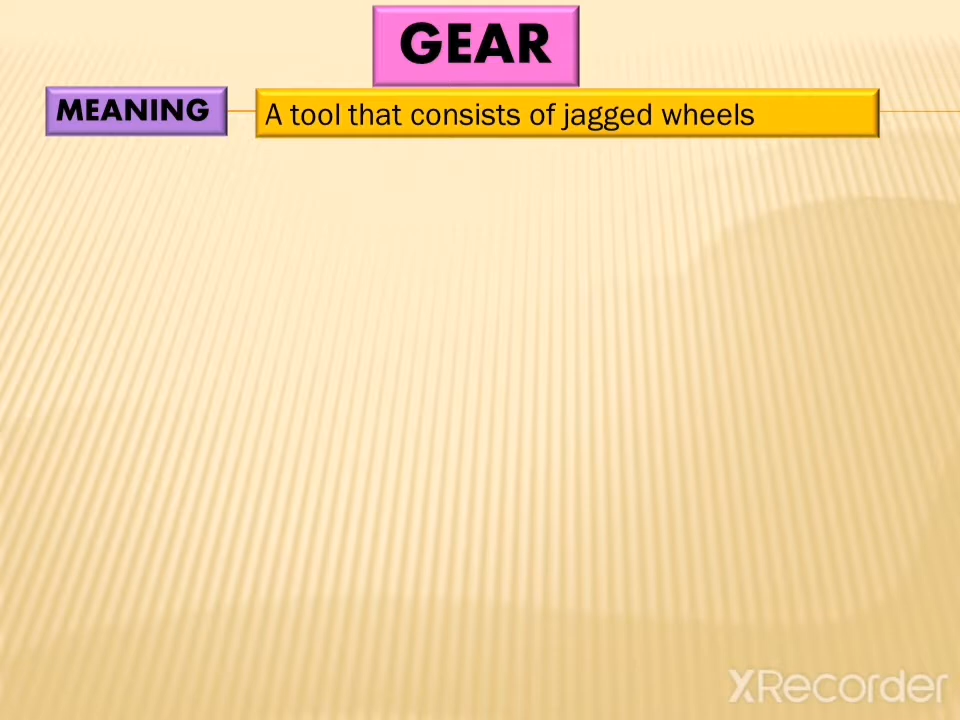 GEAR
MEANING
A tool that consists of jagged wheels
XRecorder